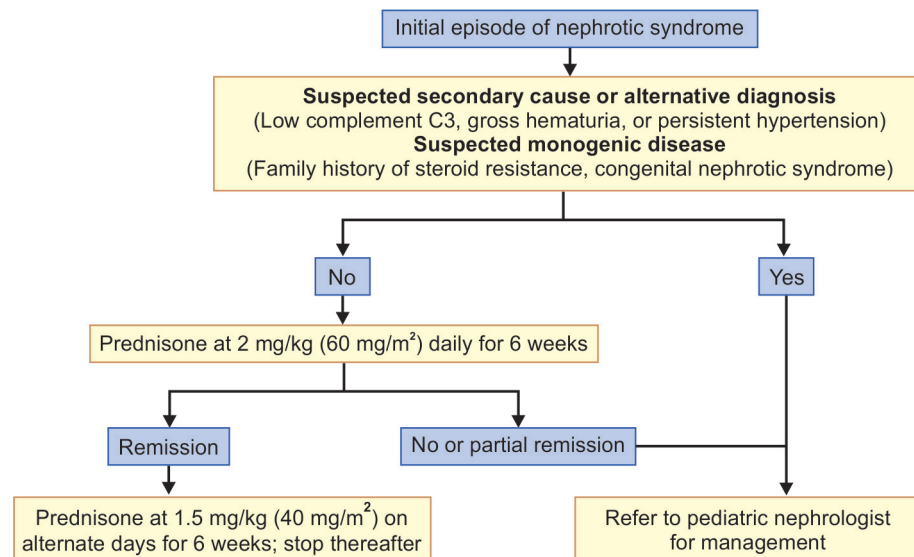 Initial episode of nephrotic syndrome
Suspected secondary cause or alternative diagnosis
(Low complement C3, gross hematuria, or persistent hypertension)
Suspected monogenic disease
(Family history of steroid resistance, congenital nephrotic syndrome)
No
Yes
Prednisone at 2 mg/kg (60 mg/m²) daily for 6 weeks
Remission
No or partial remission
Prednisone at 1.5 mg/kg (40 mg/m²) on
alternate days for 6 weeks; stop thereafter
Refer to pediatric nephrologist
for management